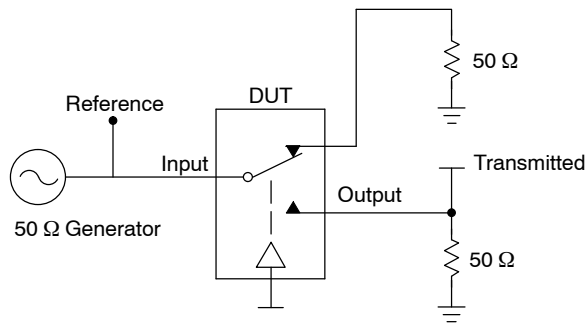 50 Ω
DUT
Reference
Input
Transmitted
Output
50 Ω Generator
50 Ω